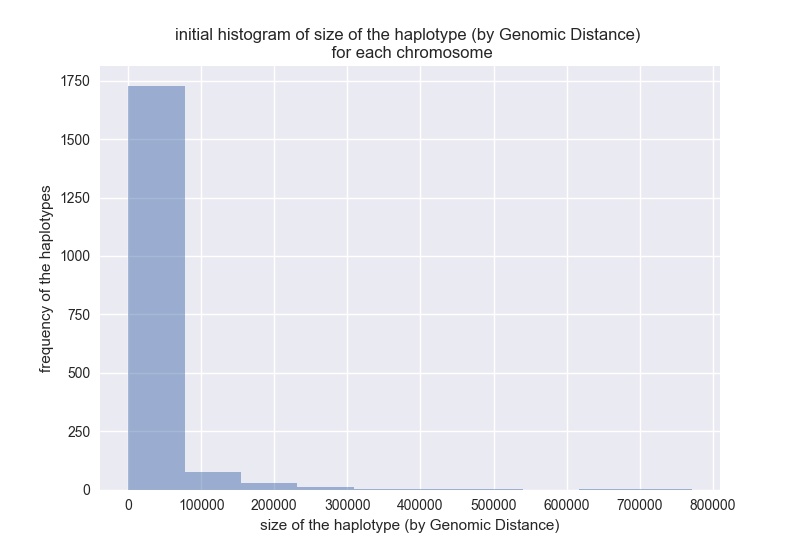 initial histogram of size of the haplotype (by Genomic Distance)
for each chromosome
1750
1500
1250
1000
750
500
250
0
frequency of the haplotypes
0 100000 200000 300000 400000 500000 600000 700000 800000
size of the haplotype (by Genomic Distance)